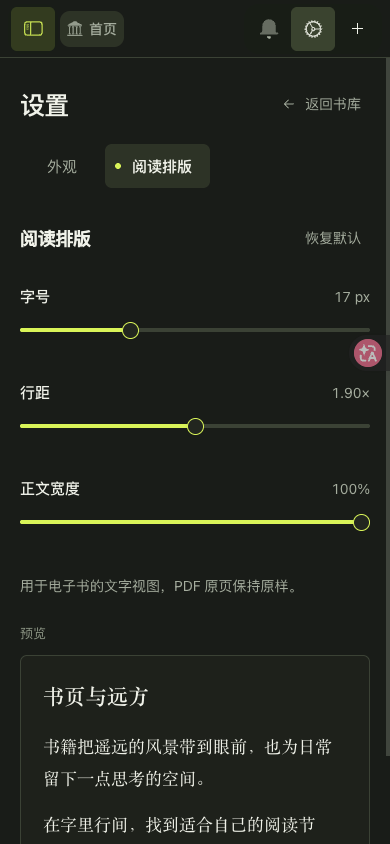 首页
设置
← 返回书库
外观
阅读排版
阅读排版
恢复默认
字号
17 px
行距
1.90×
正文宽度
100%
用于电子书的文字视图，PDF 原页保持原样。
预览
书页与远方
书籍把遥远的风景带到眼前，也为日常
留下一点思考的空间。
在字里行间，找到适合自己的阅读节